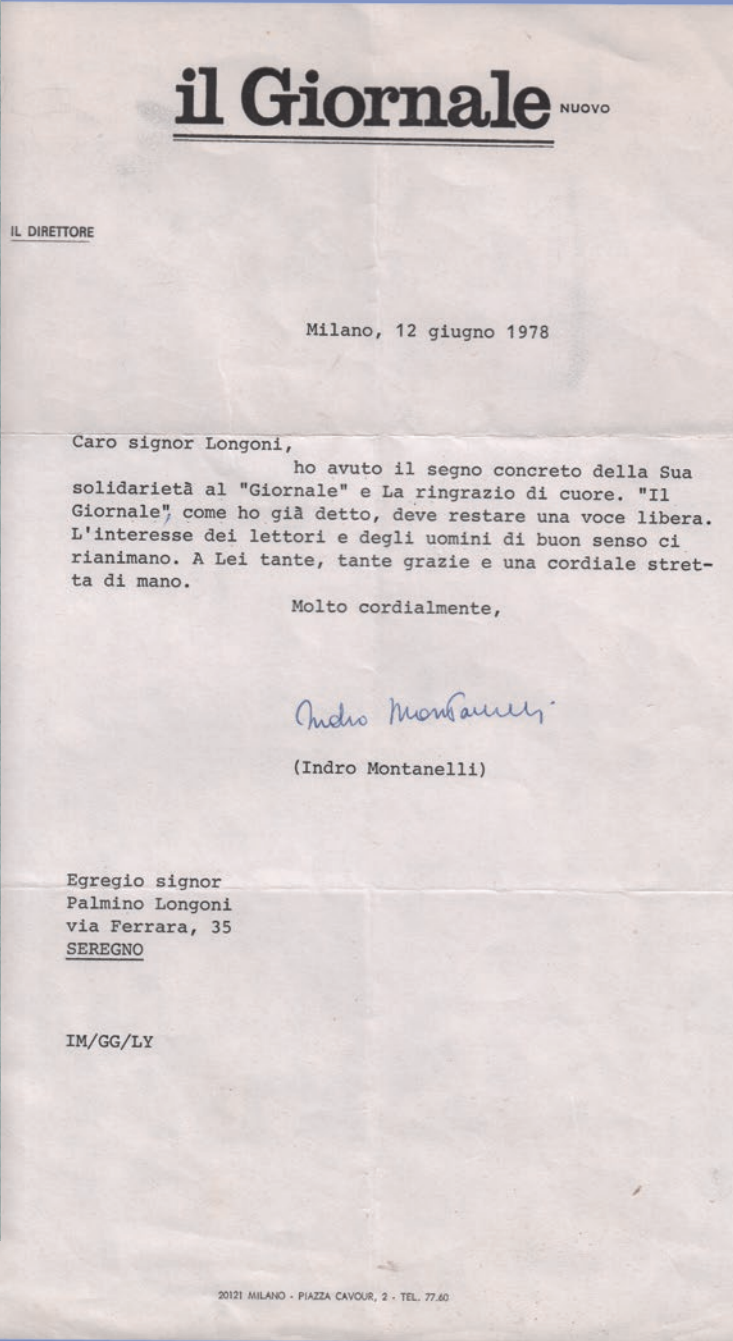 il Giornale NUOVO
IL DIRETTORE
Milano, 12 giugno 1978
Caro signor Longoni,
ho avuto il segno concreto della Sua
solidarietà al "Giornale" e La ringrazio di cuore. "Il
Giornale", come ho già detto, deve restare una voce libera.
L'interesse dei lettori e degli uomini di buon senso ci
rianimano. A Lei tante, tante grazie e una cordiale stret-
ta di mano.
Molto cordialmente,
Indro Montanelli
(Indro Montanelli)
Egregio signor
Palmino Longoni
via Ferrara, 35
SEREGNO
IM/GG/LY
20121 MILANO - PIAZZA CAVOUR, 2 - TEL. 77.60